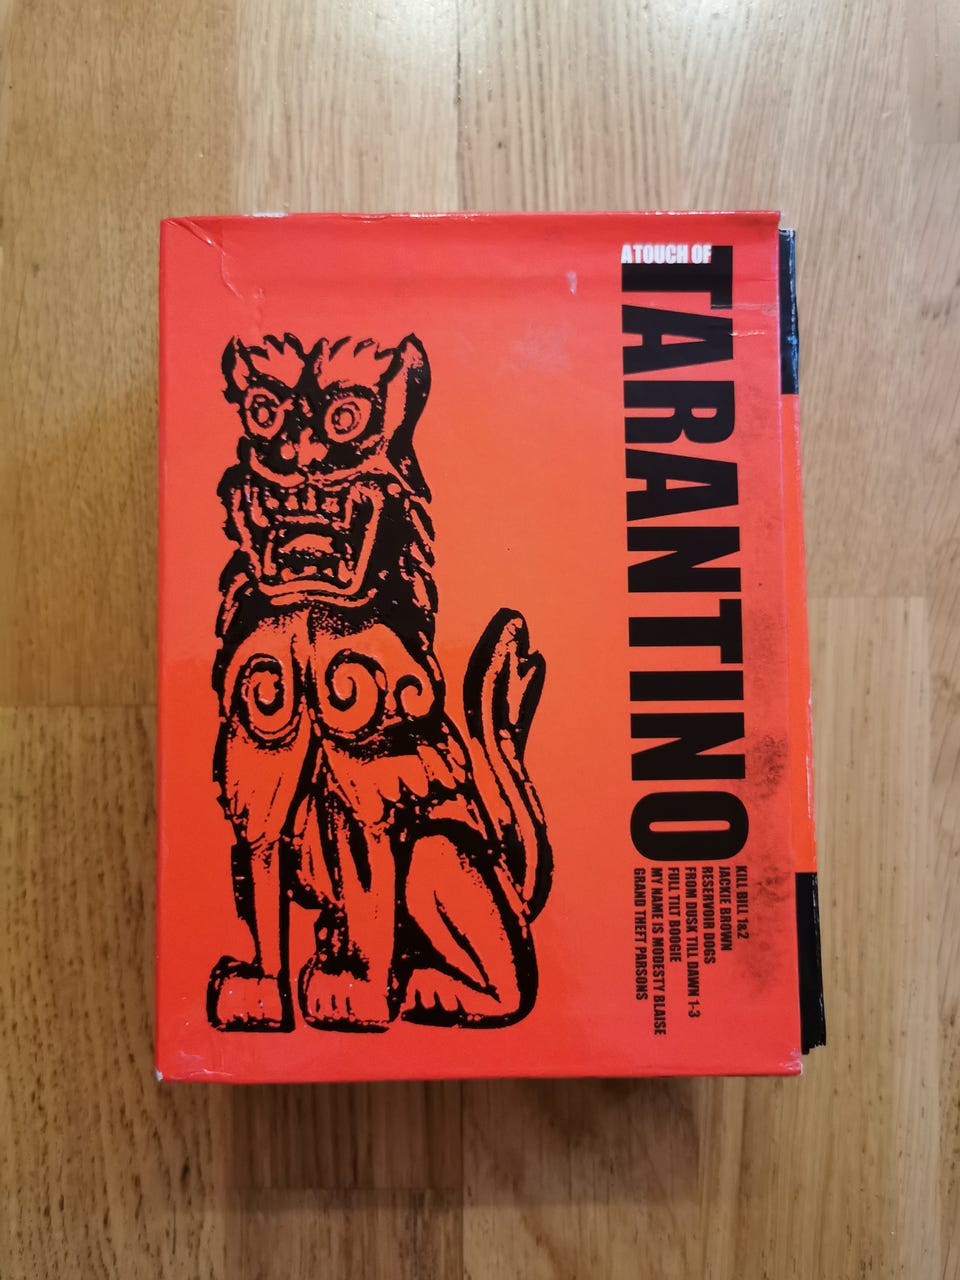 A TOUCH OF
TARANTINO
KILL BILL 1&2
JACKIE BROWN
RESERVOIR DOGS
FROM DUSK TILL DAWN 1-3
FULL TILT BOOGIE
MY NAME IS MODESTY BLAISE
GRAND THEFT PARSONS